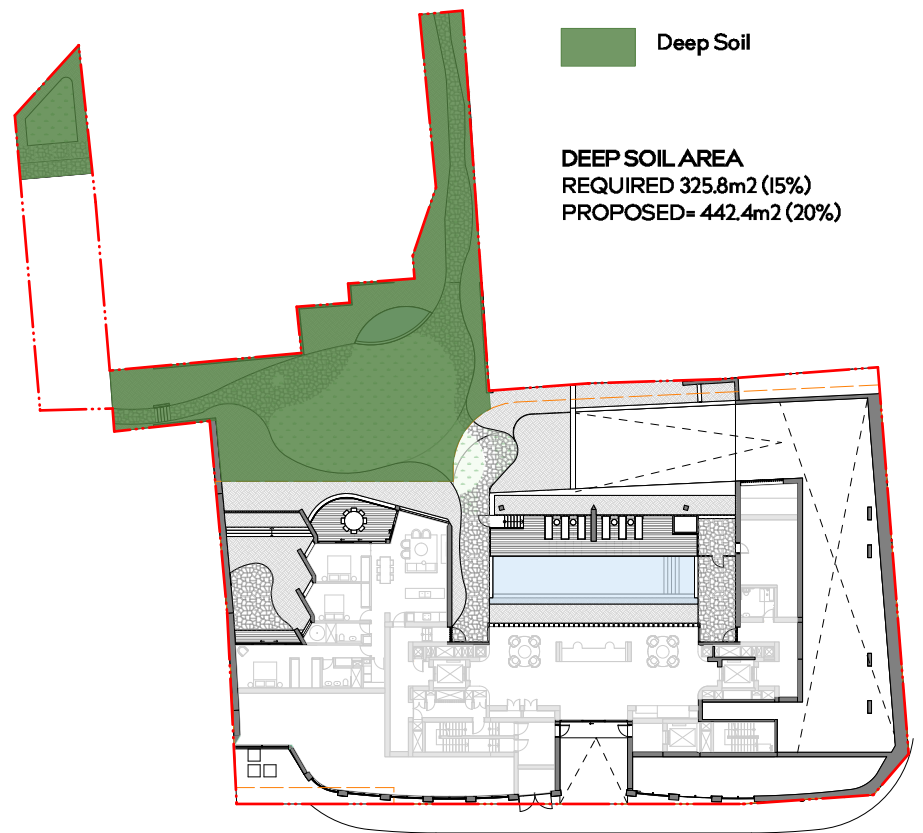 Deep Soil
DEEP SOIL AREA
REQUIRED 325.8m2 (15%)
PROPOSED= 442.4m2 (20%)